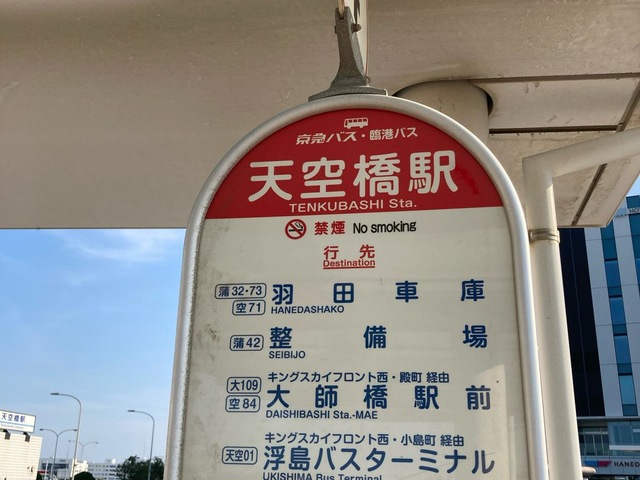 京急バス・臨港バス
天空橋駅
TENKUBASHI Sta.
禁煙 No smoking
行先
Destination
蒲32・73
空71
羽田車庫
HANEDASHAKO
蒲42
整備場
SEIBIJO
大109
空84
キングスカイフロント西・殿町 経由
大師橋駅前
DAISHIBASHI Sta.-MAE
天空01
キングスカイフロント西・小島町 経由
浮島バスターミナル
UKISHIMA Bus Terminal
天空橋駅
HANEDA